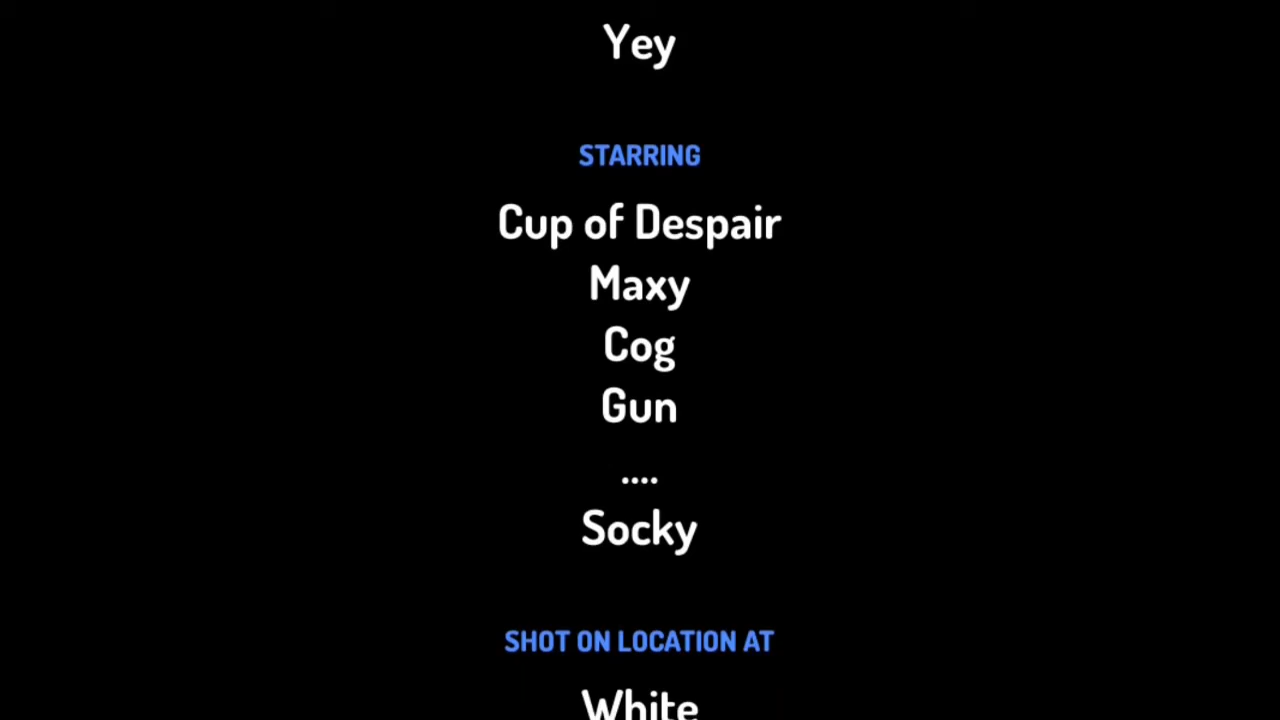 Yey
STARRING
Cup of Despair
Maxy
Cog
Gun
....
Socky
SHOT ON LOCATION AT
White